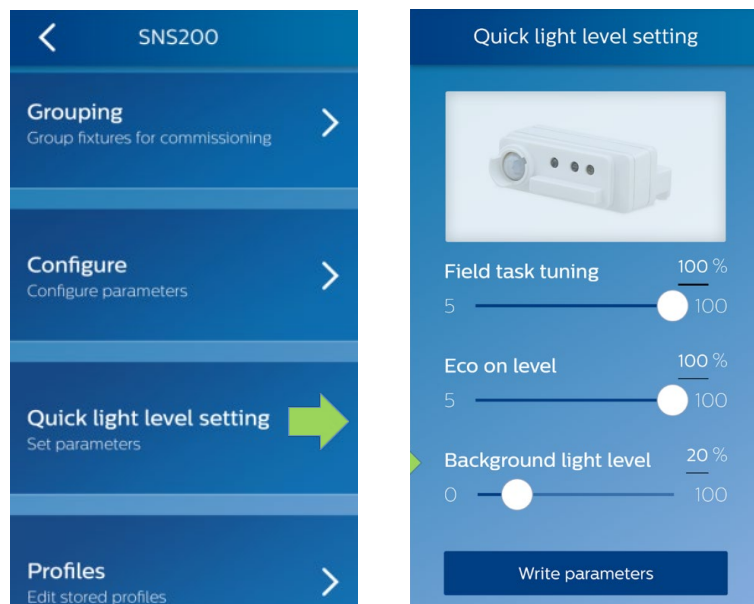 SNS200
Grouping
Group fixtures for commissioning
Configure
Configure parameters
Quick light level setting
Set parameters
Profiles
Edit stored profiles
Quick light level setting
Field task tuning 100 %
5 100
Eco on level 100 %
5 100
Background light level 20 %
0 100
Write parameters